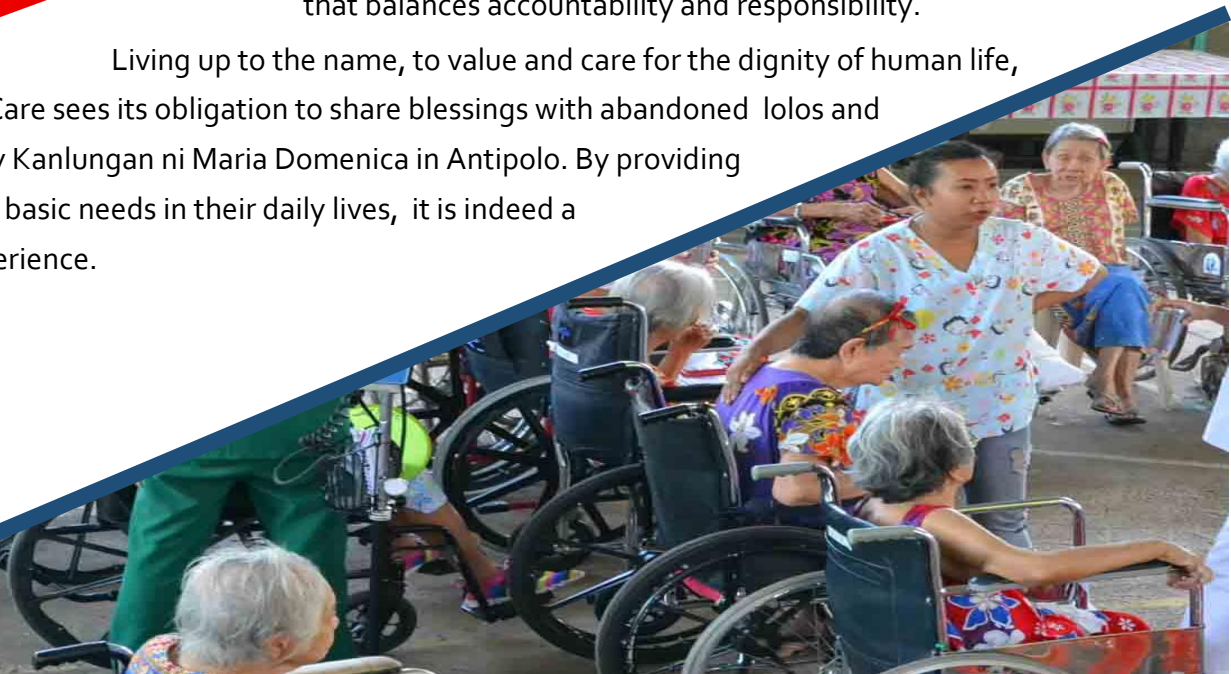 that balances accountability and responsibility.
Living up to the name, to value and care for the dignity of human life,
Care sees its obligation to share blessings with abandoned lolos and
Kanlungan ni Maria Domenica in Antipolo. By providing
basic needs in their daily lives, it is indeed a